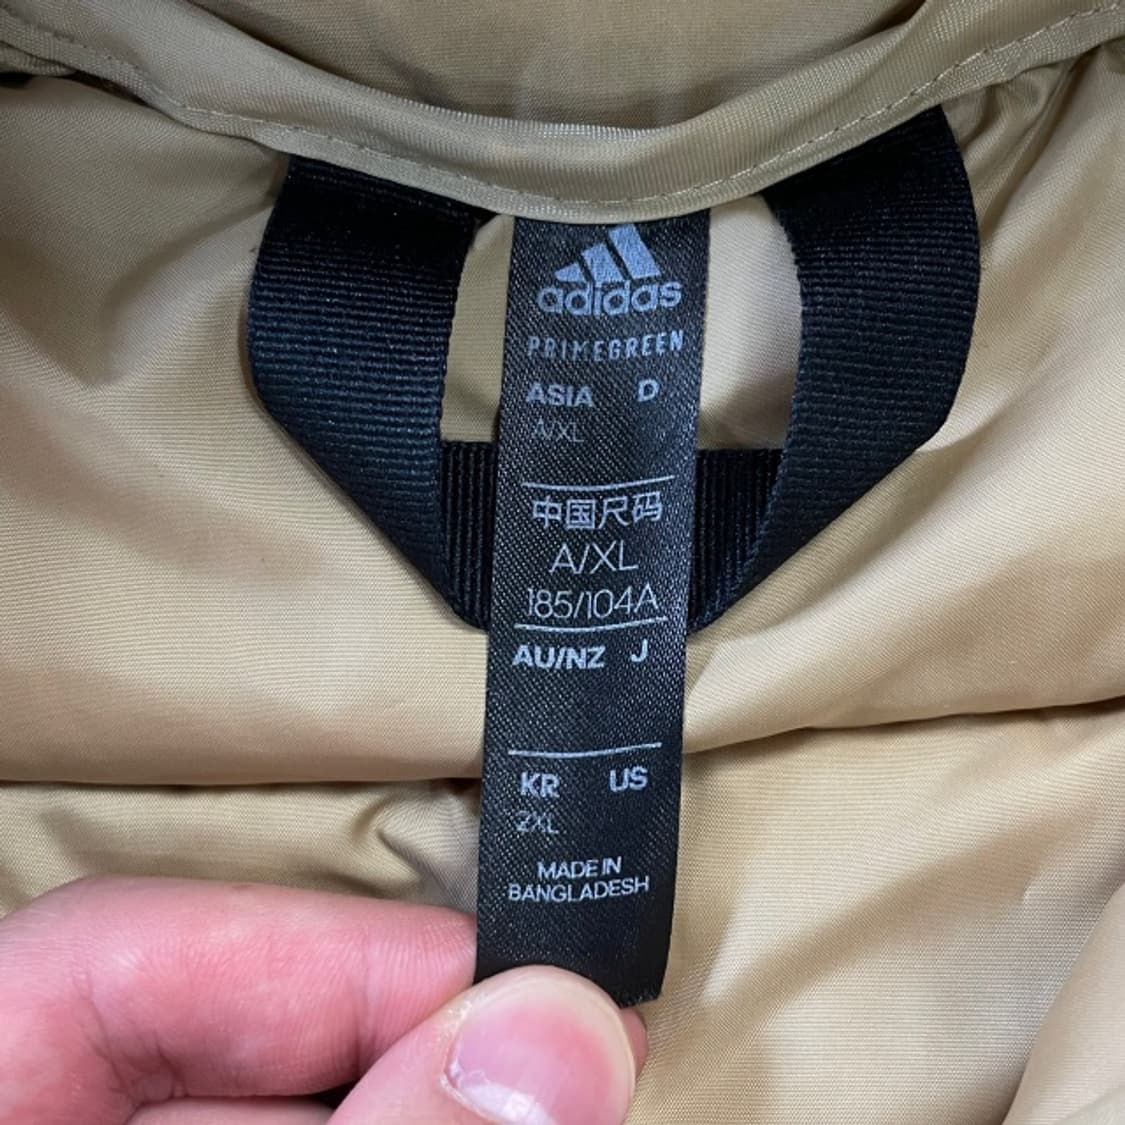 adidas
PRIMEGREEN
ASIA D
A/XL
中国尺码
A/XL
185/104A
AU/NZ J
KR US
2XL
MADE IN
BANGLADESH